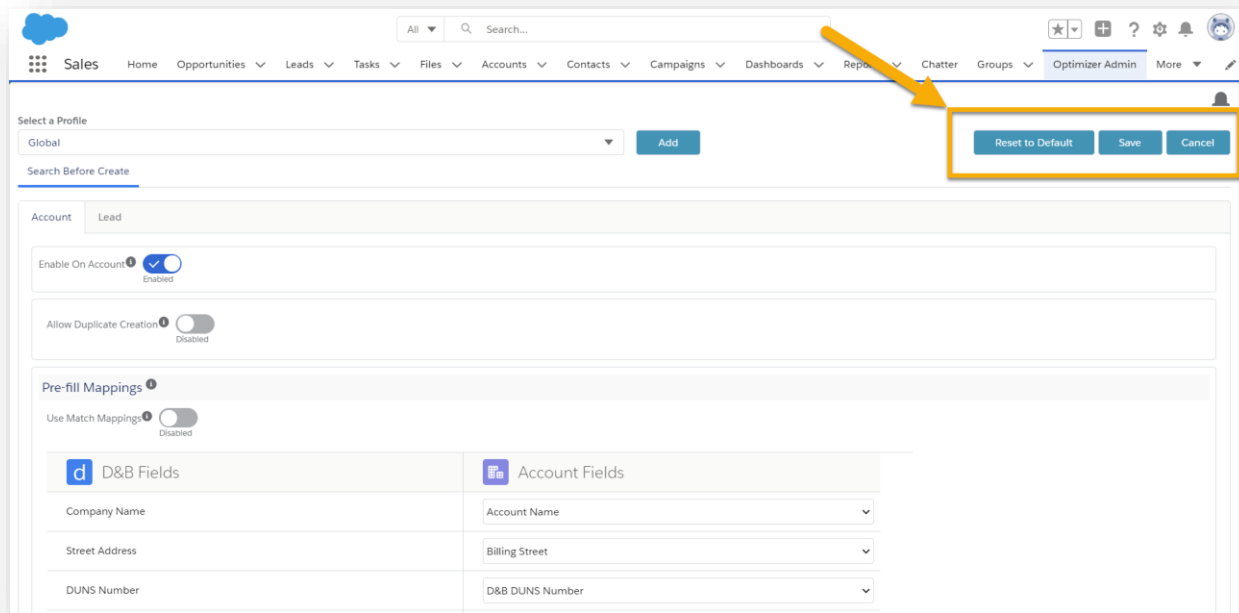 All Search...
Sales Home Opportunities Leads Tasks Files Accounts Contacts Campaigns Dashboards Chatter Groups Optimizer Admin More
Select a Profile
Global Add Reset to Default Save Cancel
Search Before Create
Account Lead
Enable On Account
Enabled
Allow Duplicate Creation
Disabled
Pre-fill Mappings
Use Match Mappings
Disabled
d D&B Fields Account Fields
Company Name Account Name
Street Address Billing Street
DUNS Number D&B DUNS Number